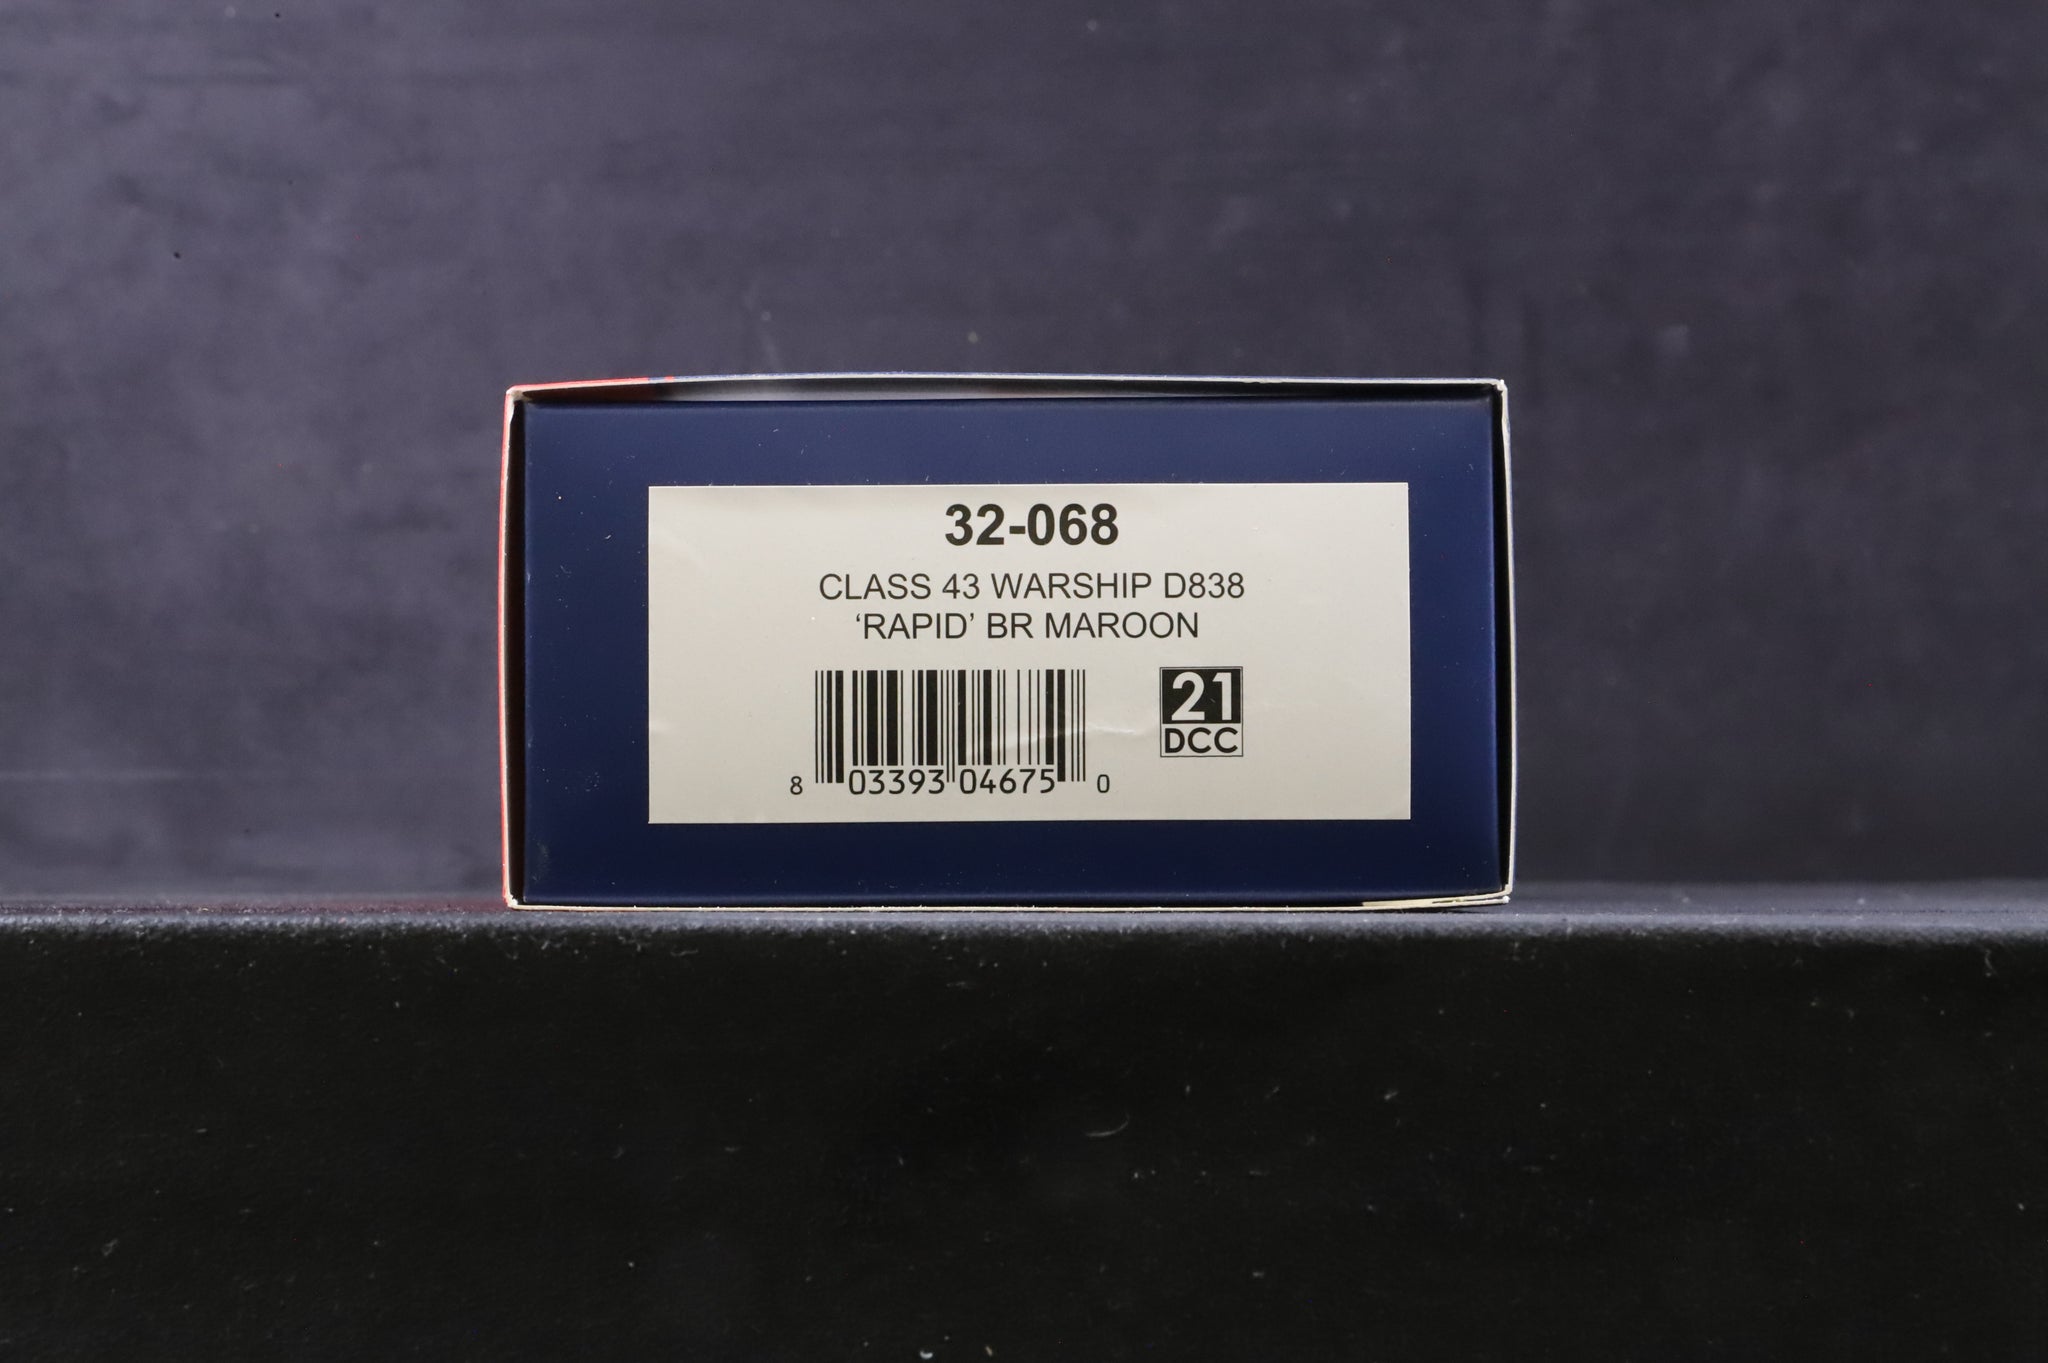 32-068
CLASS 43 WARSHIP D838
‘RAPID’ BR MAROON
21
DCC
8 03393 04675 0